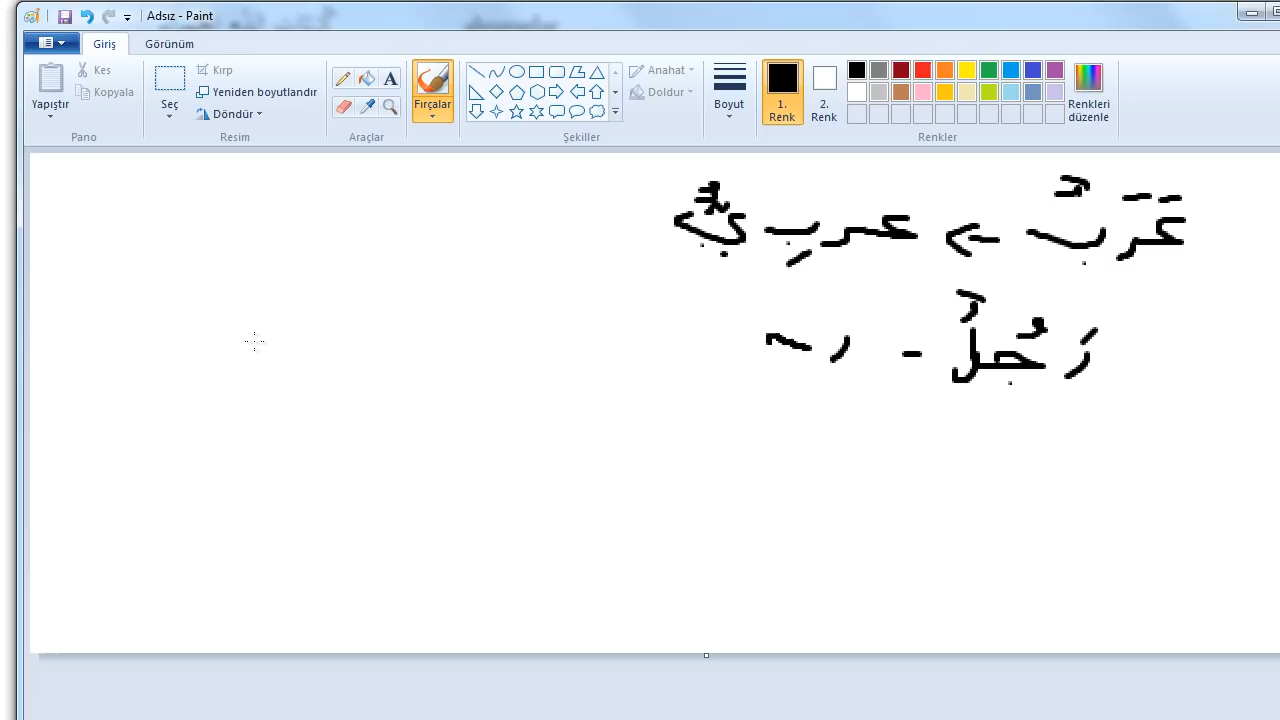 Adsız - Paint
Giriş Görünüm
Yapıştır Kes Kopyala Pano
Seç Kırp Yeniden boyutlandır Döndür Resim
A Araçlar
Fırçalar
Anahat Doldur Şekiller
Boyut
1. Renk 2. Renk Renkleri düzenle Renkler
عَرَبٌ ← عربِيٌّ
رَجُلٌ -